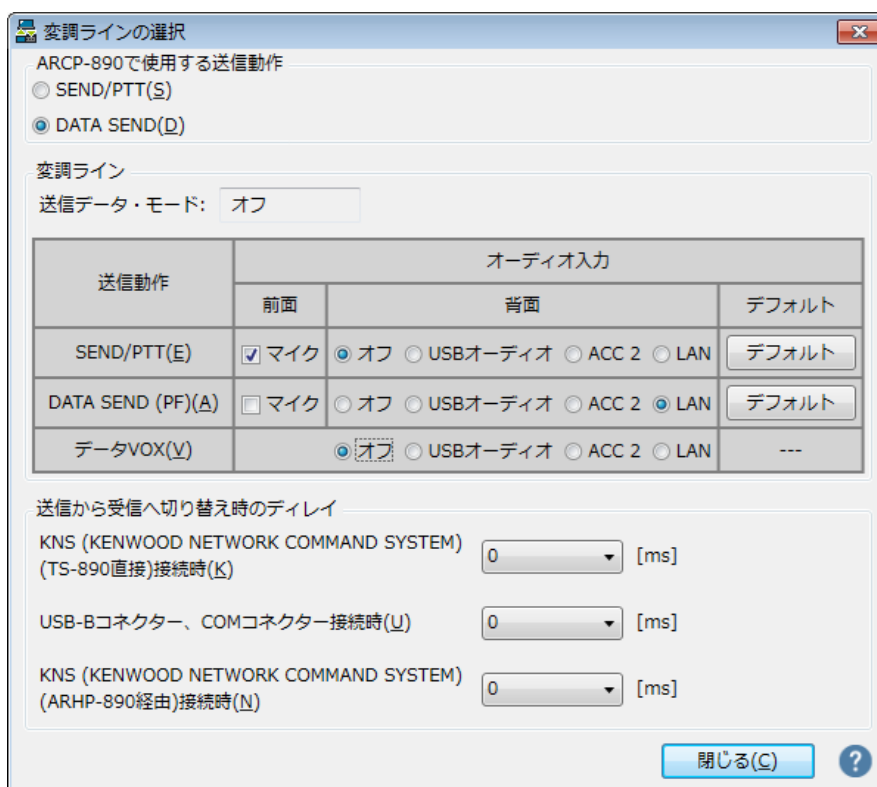 変調ラインの選択
ARCP-890で使用する送信動作
SEND/PTT(S)
DATA SEND(D)
変調ライン
送信データ・モード: オフ
送信動作 オーディオ入力
前面 背面 デフォルト
SEND/PTT(E) マイク オフ USBオーディオ ACC 2 LAN デフォルト
DATA SEND (PF)(A) マイク オフ USBオーディオ ACC 2 LAN デフォルト
データVOX(V) オフ USBオーディオ ACC 2 LAN ---
送信から受信へ切り替え時のディレイ
KNS (KENWOOD NETWORK COMMAND SYSTEM)
(TS-890直接)接続時(K) 0 [ms]
USB-Bコネクター、COMコネクター接続時(U) 0 [ms]
KNS (KENWOOD NETWORK COMMAND SYSTEM)
(ARHP-890経由)接続時(N) 0 [ms]
閉じる(C) ?